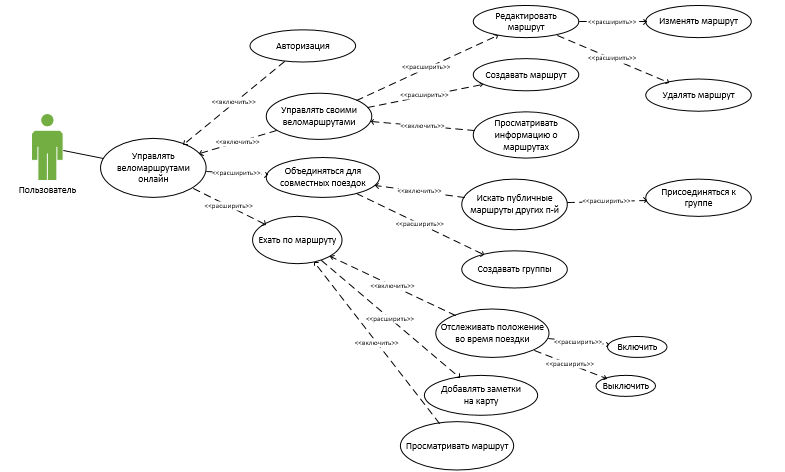 Редактировать
маршрут
<<расширить>>
Изменять маршрут
Авторизация
<<расширить>>
<<расширить>>
Создавать маршрут
<<расширить>>
Удалять маршрут
<<включить>>
Управлять своими
веломаршрутами
<<включить>>
Просматривать
информацию о
маршрутах
<<включить>>
Управлять
веломаршрутами
онлайн
Пользователь
<<расширить>>
Объединяться для
совместных поездок
<<включить>>
Искать публичные
маршруты других п-й
<<расширить>>
Присоединяться к
группе
<<расширить>>
<<расширить>>
Ехать по маршруту
Создавать группы
<<включить>>
<<расширить>>
<<включить>>
Отслеживать положение
во время поездки
<<расширить>>
Включить
<<расширить>>
Выключить
Добавлять заметки
на карту
Просматривать маршрут